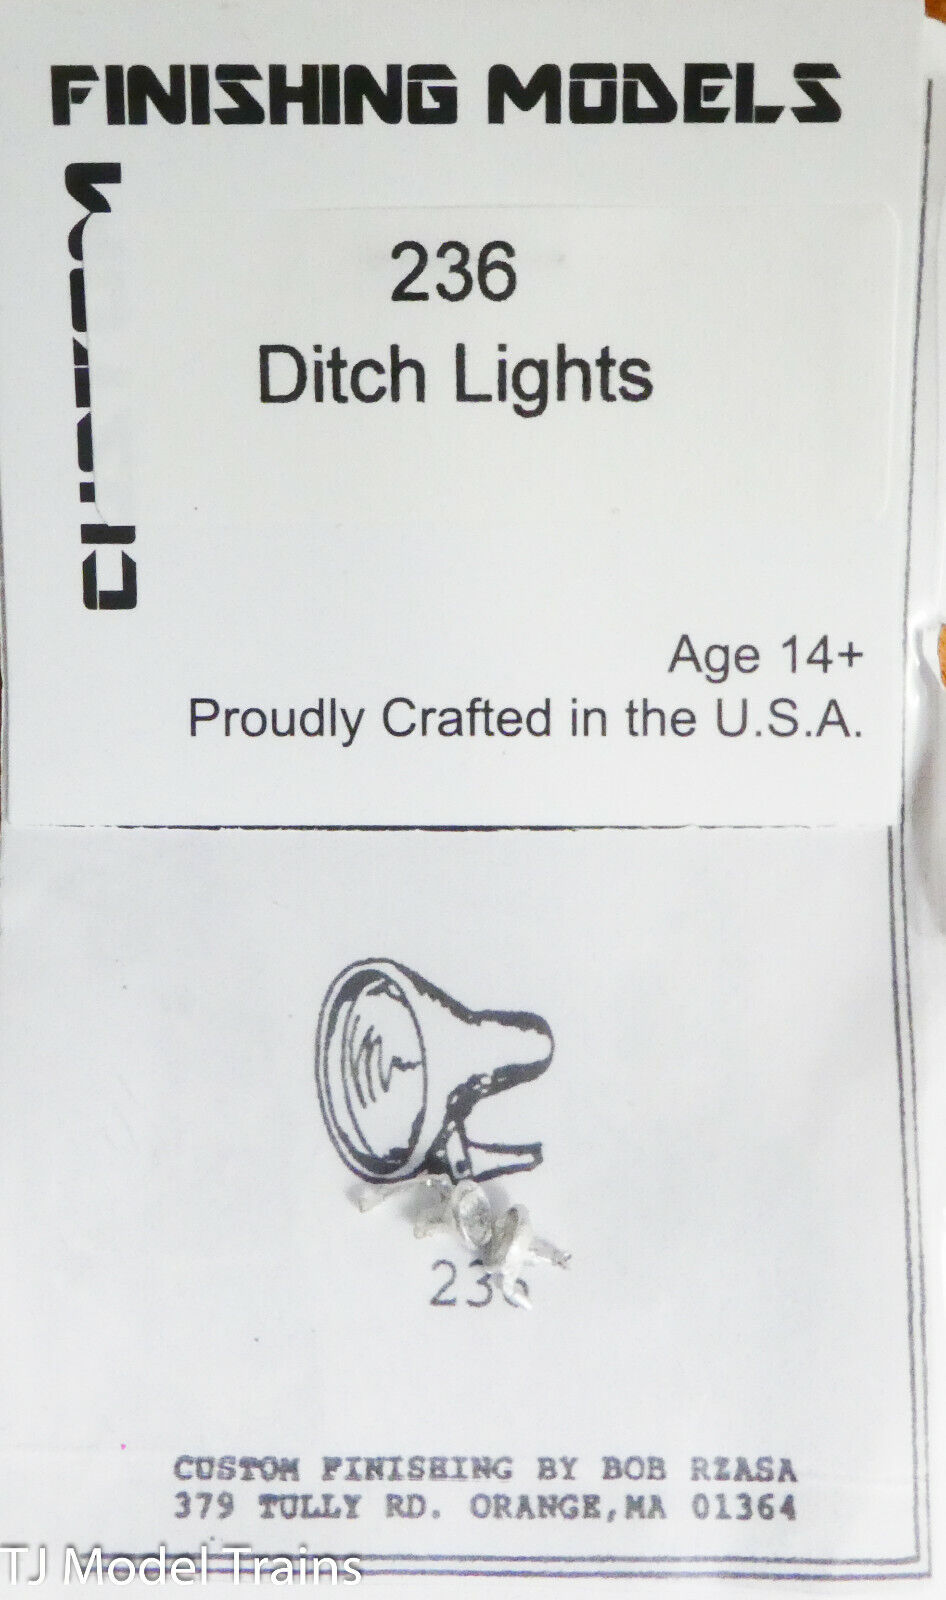 FINISHING MODELS
236
Ditch Lights
Age 14+
Proudly Crafted in the U.S.A.
236
CUSTOM FINISHING BY BOB RZASA
379 TULLY RD. ORANGE, MA 01364
TJ Model Trains